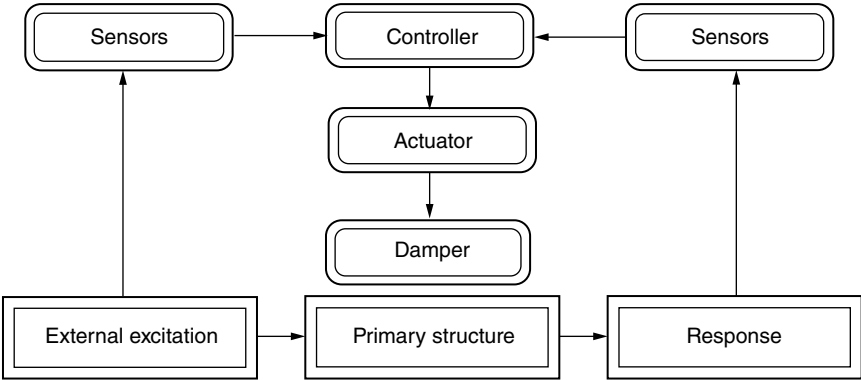 Sensors
Controller
Sensors
Actuator
Damper
External excitation
Primary structure
Response